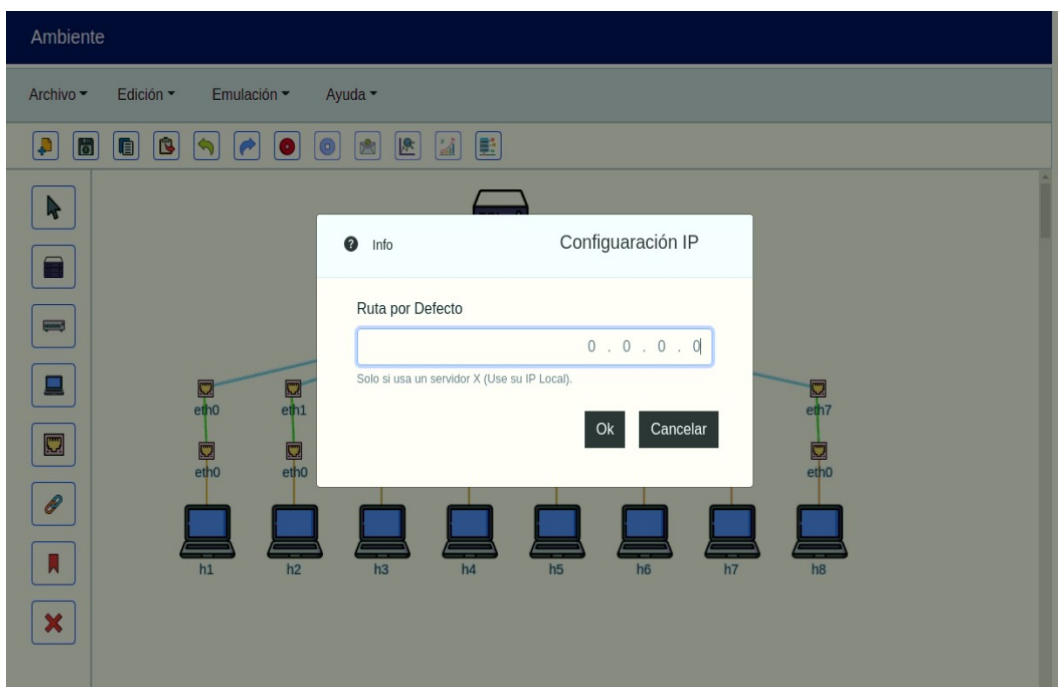 Ambiente
Archivo Edición Emulación Ayuda
Info Configuaración IP
Ruta por Defecto
0 . 0 . 0 . 0
Solo si usa un servidor X (Use su IP Local).
Ok Cancelar
eth0 eth1 eth7
eth0 eth0 eth0
h1 h2 h3 h4 h5 h6 h7 h8